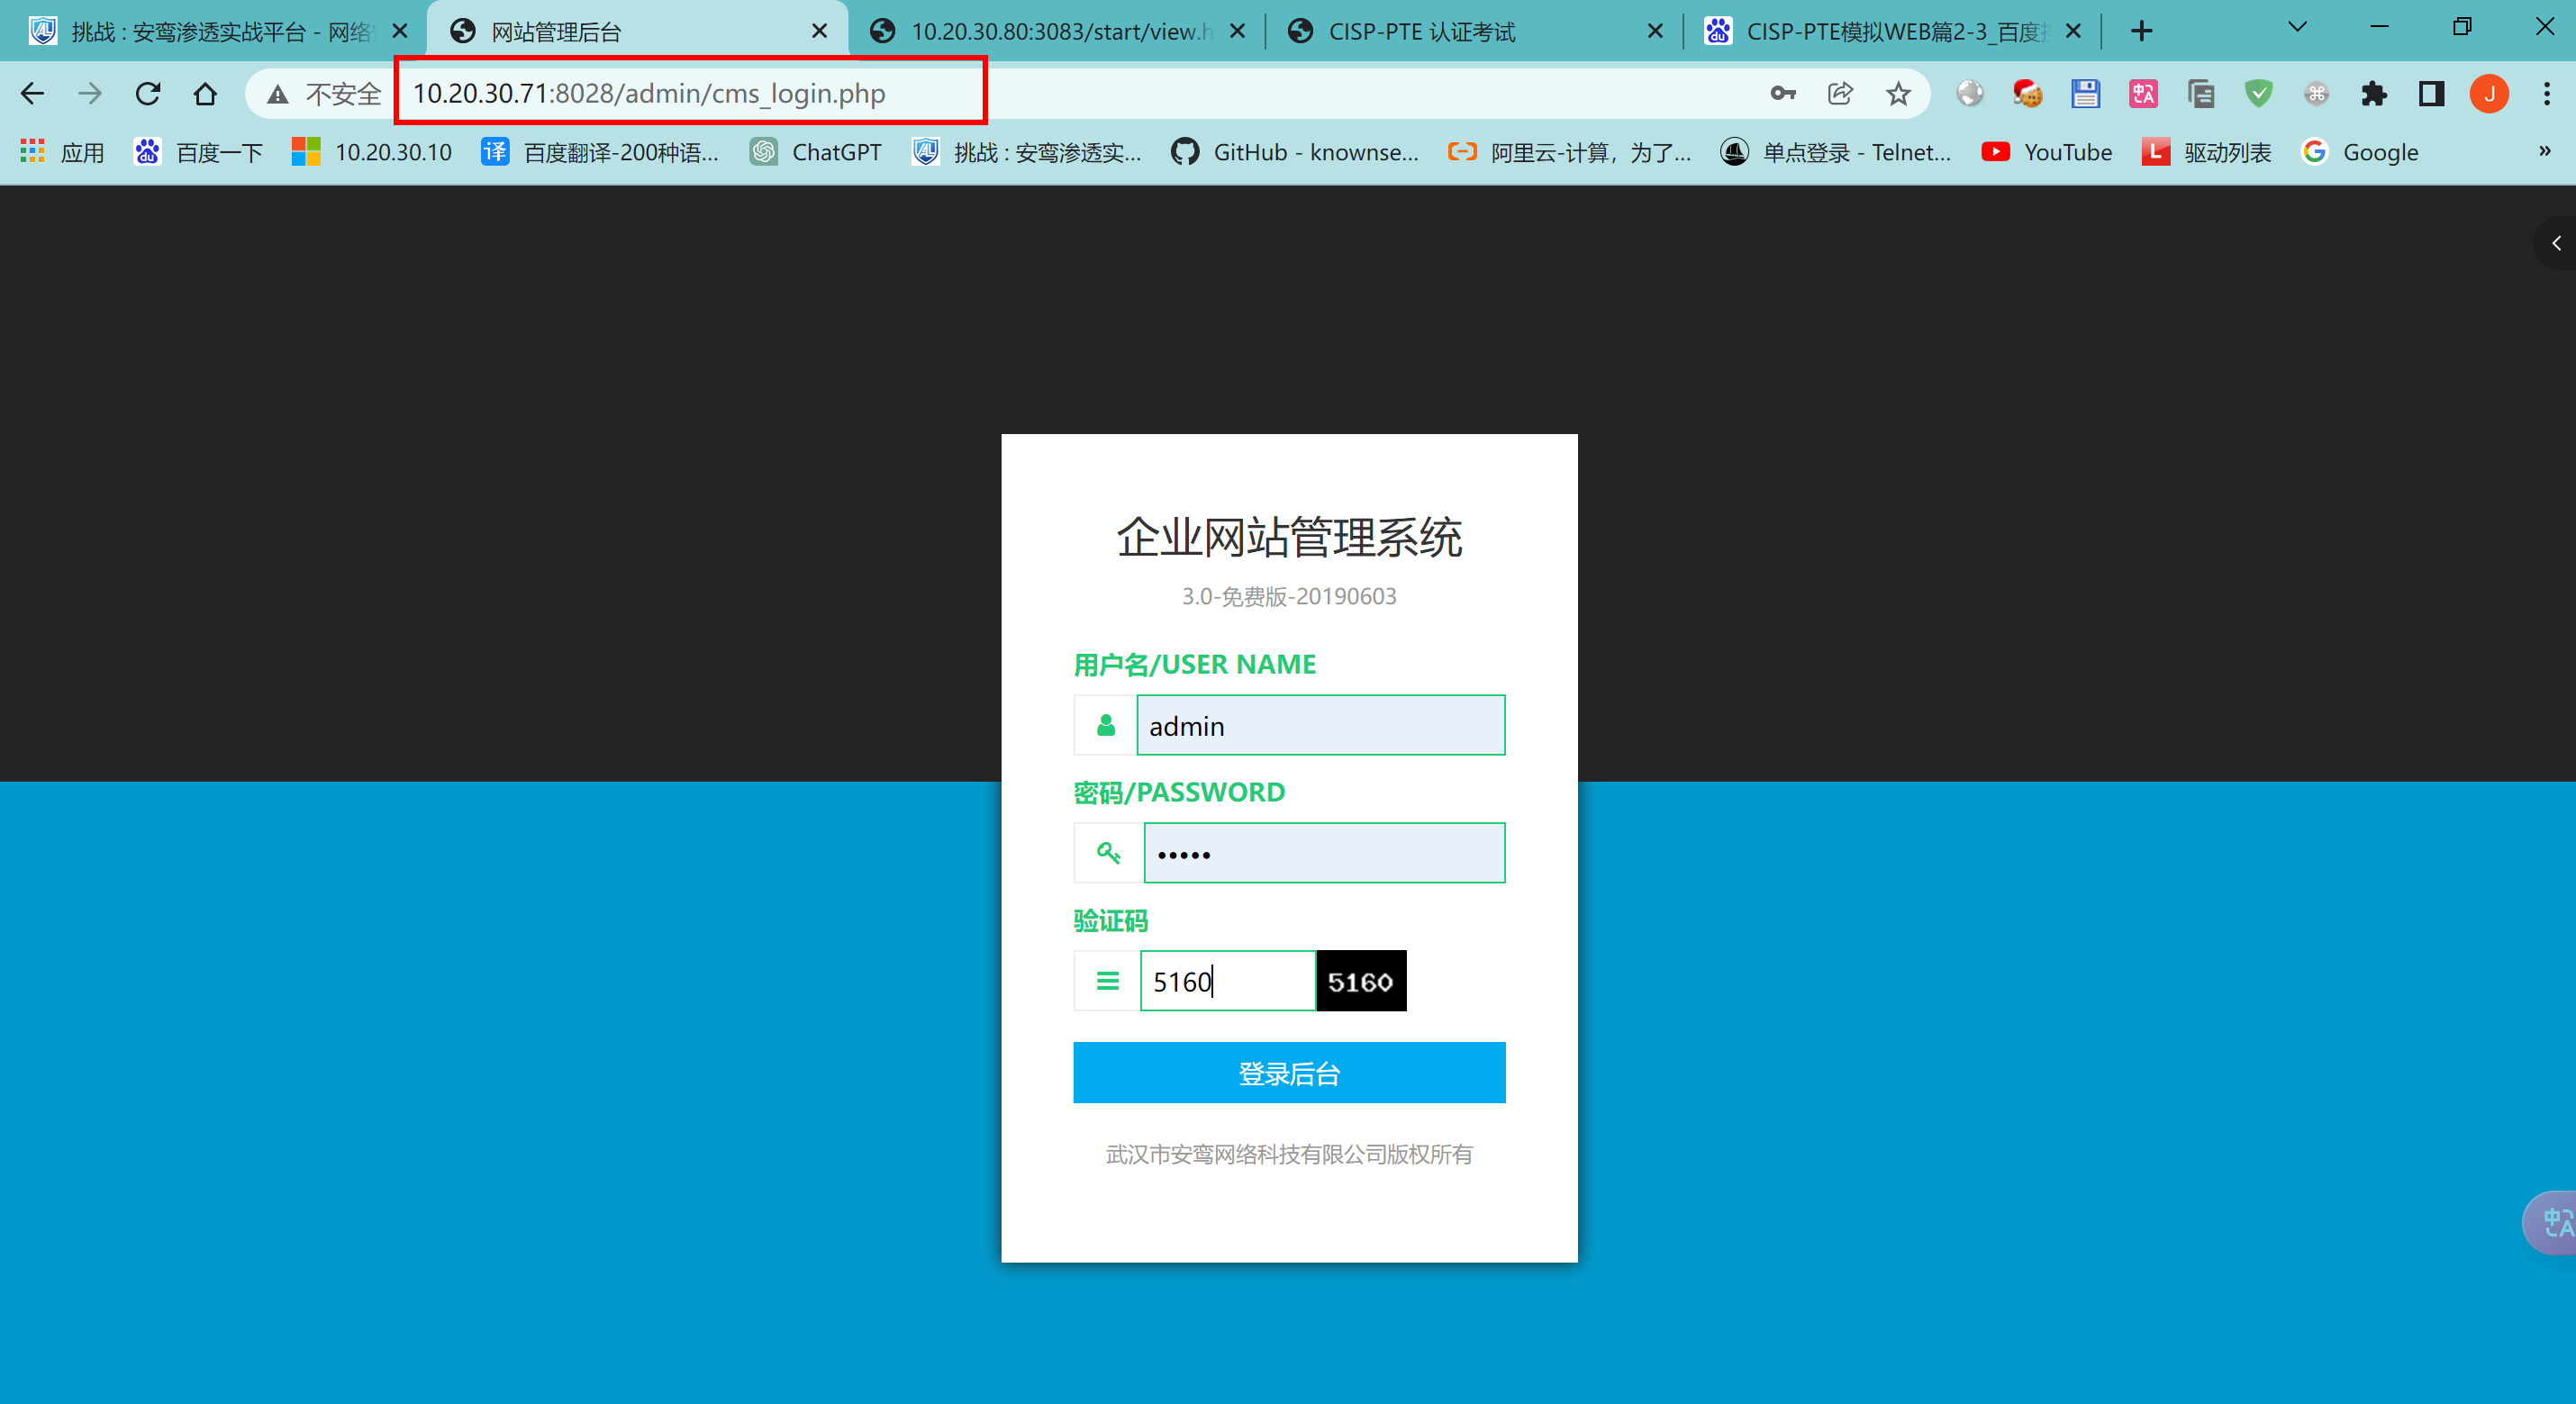 挑战 : 安鸾渗透实战平台 - 网络
网站管理后台
10.20.30.80:3083/start/view.h
CISP-PTE 认证考试
CISP-PTE模拟WEB篇2-3_百度
不安全
10.20.30.71:8028/admin/cms_login.php
J
应用
百度一下
10.20.30.10
译 百度翻译-200种语...
ChatGPT
挑战 : 安鸾渗透实...
GitHub - knownse...
阿里云-计算，为了...
单点登录 - Telnet...
YouTube
L 驱动列表
Google
»
企业网站管理系统
3.0-免费版-20190603
用户名/USER NAME
admin
密码/PASSWORD
•••••
验证码
5160
5160
登录后台
武汉市安鸾网络科技有限公司版权所有
中A